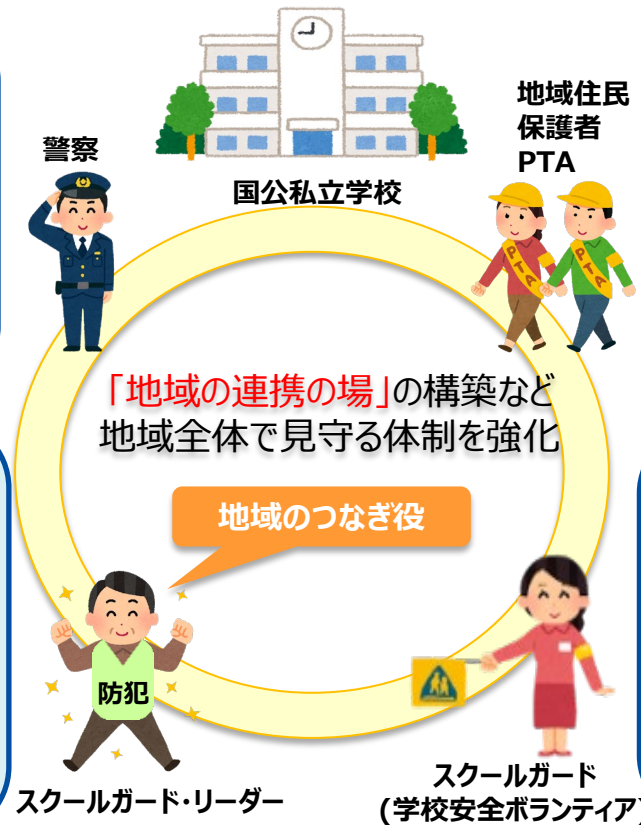 国公私立学校
警察
地域住民
保護者
PTA
PTA
PTA
「地域の連携の場」の構築など
地域全体で見守る体制を強化
地域のつなぎ役
防犯
スクールガード・リーダー
スクールガード
(学校安全ボランティア)